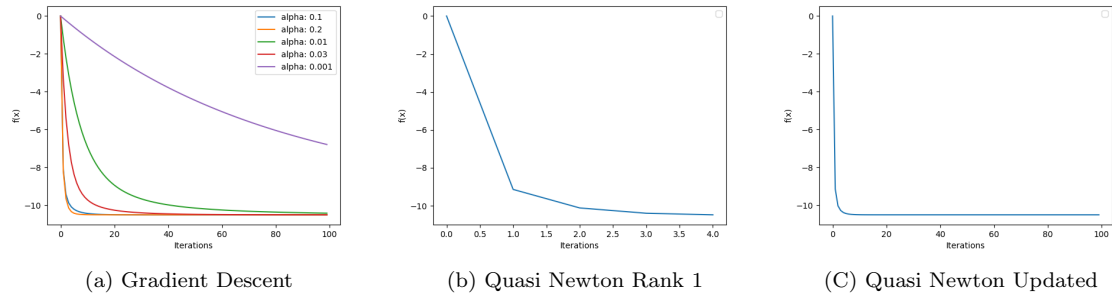 0
−2
−4
−6
−8
−10
f(x)
0 20 40 60 80 100
Iterations
alpha: 0.1
alpha: 0.2
alpha: 0.01
alpha: 0.03
alpha: 0.001
(a) Gradient Descent
0
−2
−4
−6
−8
−10
f(x)
0.0 0.5 1.0 1.5 2.0 2.5 3.0 3.5 4.0
Iterations
(b) Quasi Newton Rank 1
0
−2
−4
−6
−8
−10
f(x)
0 20 40 60 80 100
Iterations
(C) Quasi Newton Updated